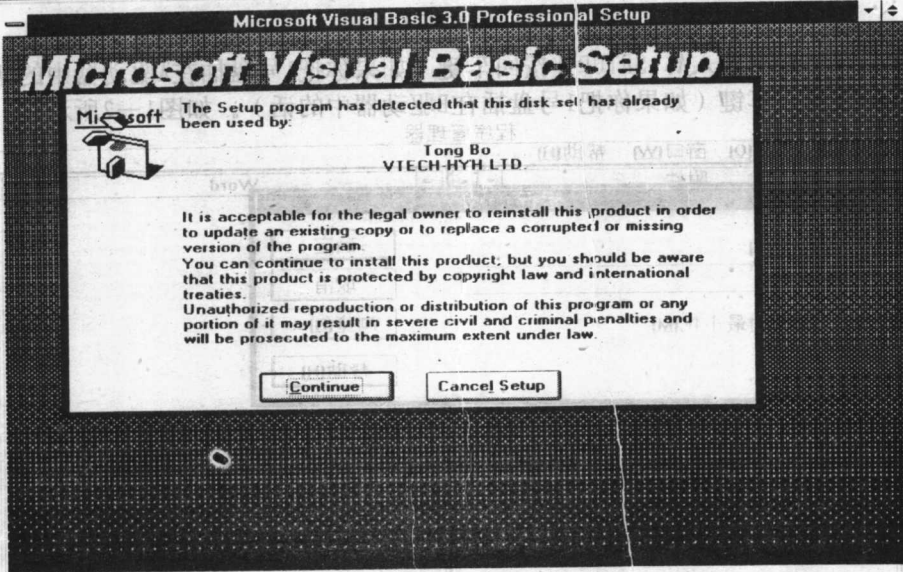 Microsoft Visual Basic 3.0 Professional Setup
Microsoft Visual Basic Setup
Microsoft
The Setup program has detected that this disk set has already
been used by:
Tong Bo
VTECH-HYH LTD.
It is acceptable for the legal owner to reinstall this product in order
to update an existing copy or to replace a corrupted or missing
version of the program.
You can continue to install this product, but you should be aware
that this product is protected by copyright law and international
treaties.
Unauthorized reproduction or distribution of this program or any
portion of it may result in severe civil and criminal penalties and
will be prosecuted to the maximum extent under law.
Continue
Cancel Setup